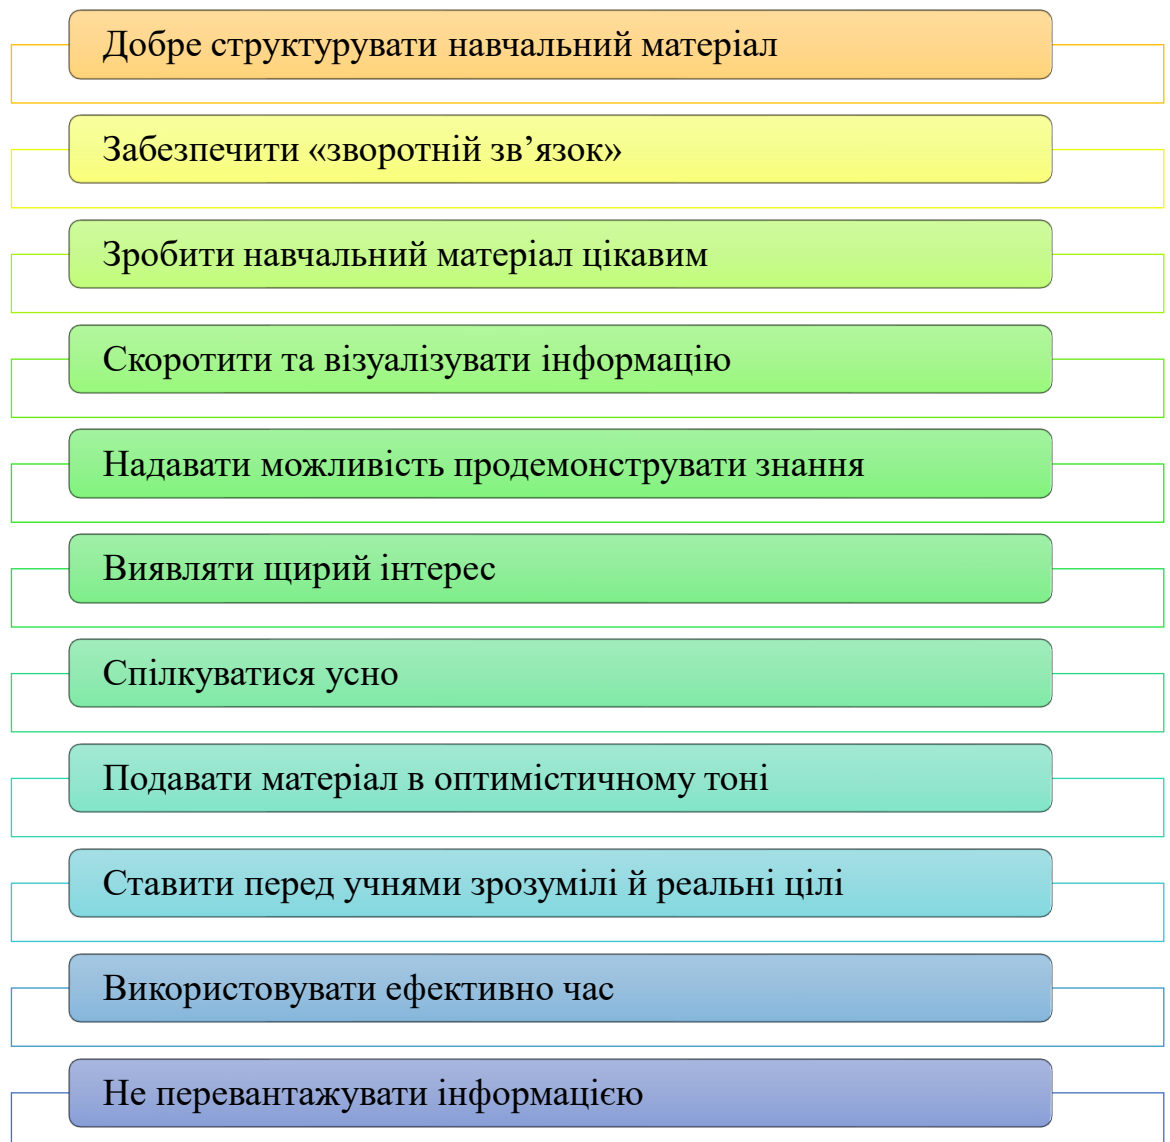 Добре структурувати навчальний матеріал
Забезпечити «зворотній зв’язок»
Зробити навчальний матеріал цікавим
Скоротити та візуалізувати інформацію
Надавати можливість продемонструвати знання
Виявляти щирий інтерес
Спілкуватися усно
Подавати матеріал в оптимістичному тоні
Ставити перед учнями зрозумілі й реальні цілі
Використовувати ефективно час
Не перевантажувати інформацією